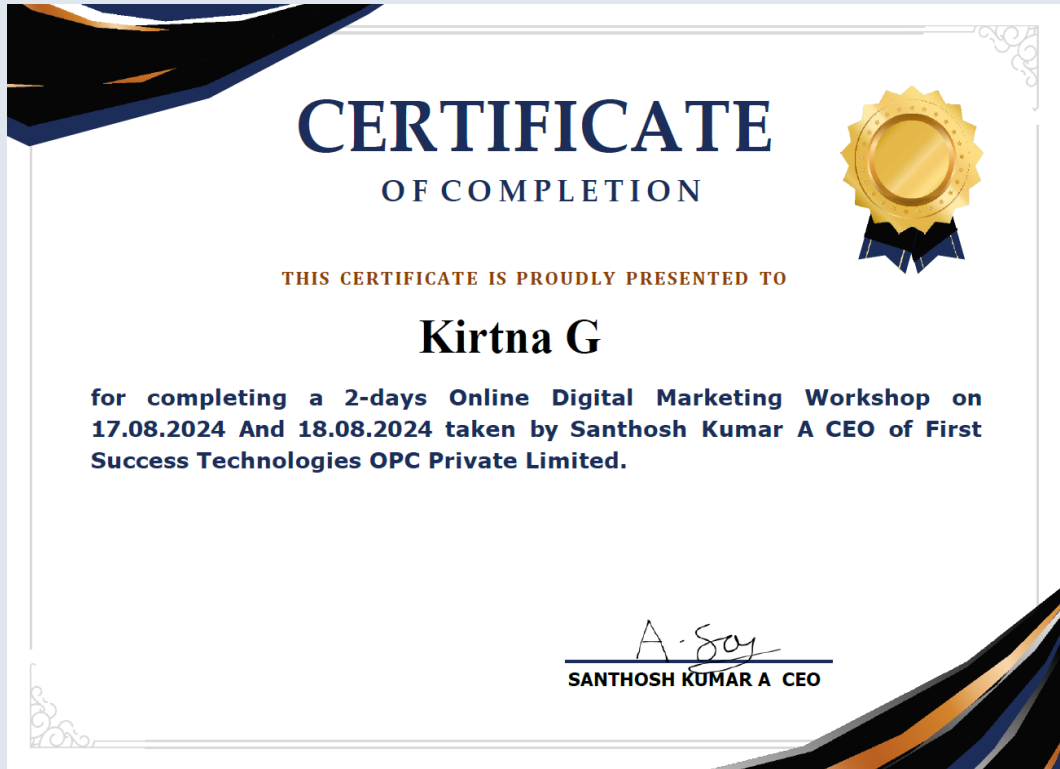 CERTIFICATE
OF COMPLETION
THIS CERTIFICATE IS PROUDLY PRESENTED TO
Kirtna G
for completing a 2-days Online Digital Marketing Workshop on
17.08.2024 And 18.08.2024 taken by Santhosh Kumar A CEO of First
Success Technologies OPC Private Limited.
SANTHOSH KUMAR A CEO